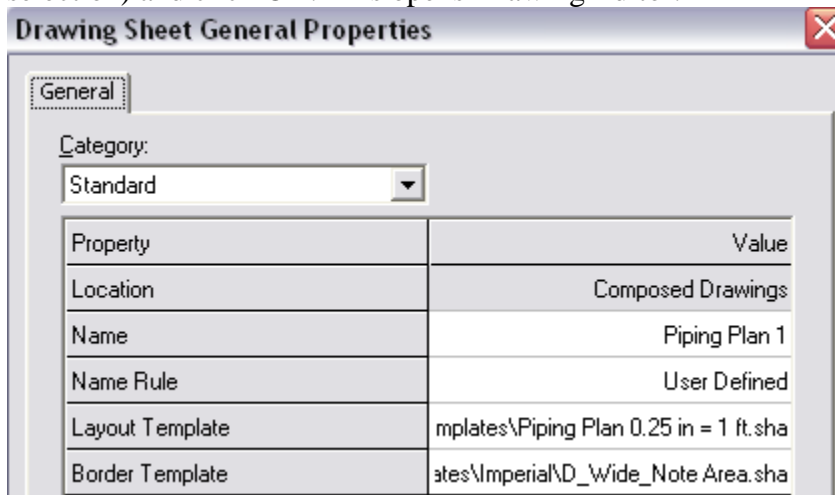 Drawing Sheet General Properties
General
Category:
Standard
Property Value
Location Composed Drawings
Name Piping Plan 1
Name Rule User Defined
Layout Template mplates\Piping Plan 0.25 in = 1 ft.sha
Border Template ates\Imperial\D_Wide_Note Area.sha